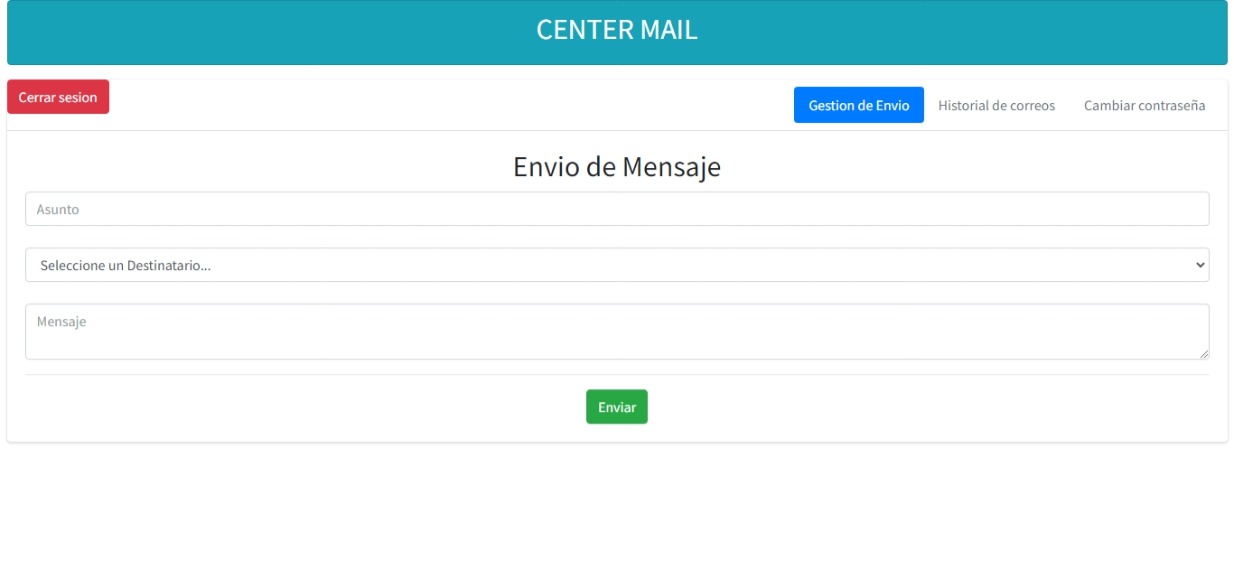 CENTER MAIL
Cerrar sesion
Gestion de Envio
Historial de correos
Cambiar contraseña
Envio de Mensaje
Asunto
Seleccione un Destinatario...
Mensaje
Enviar